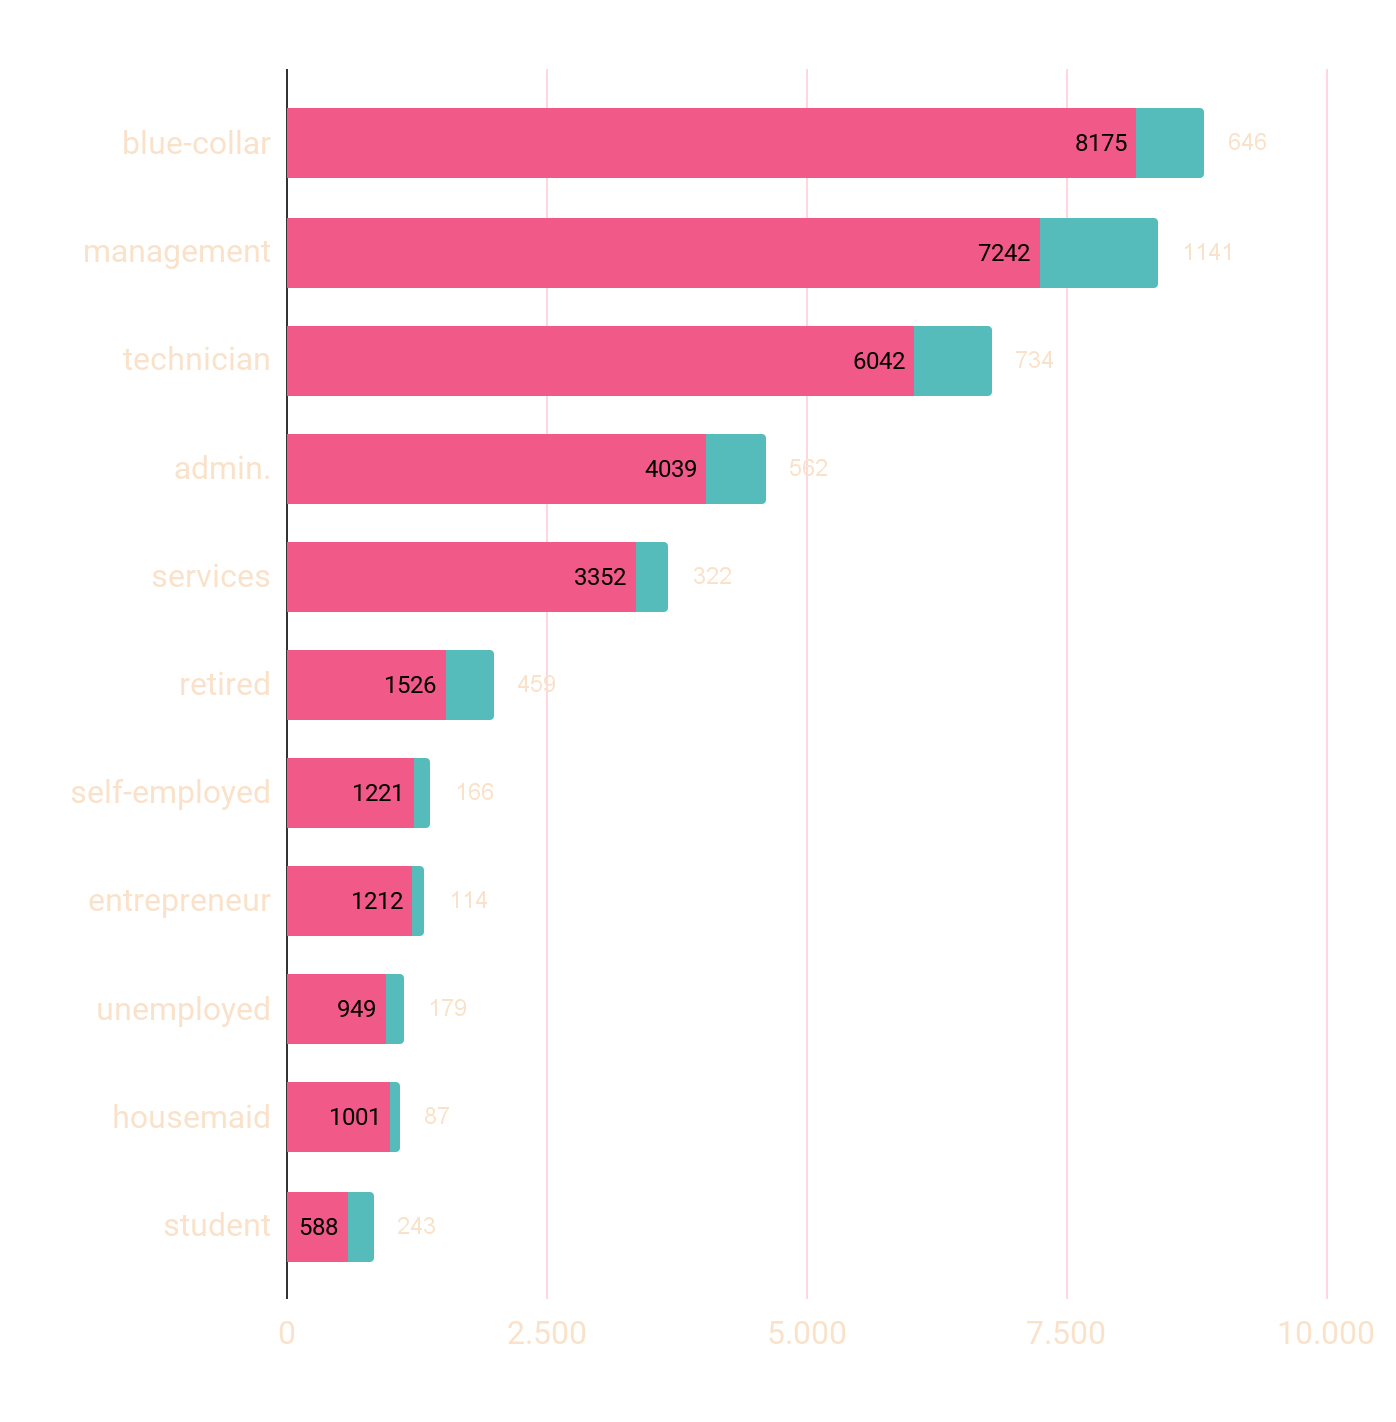 blue-collar 8175 646
management 7242 1141
technician 6042 734
admin. 4039 562
services 3352 322
retired 1526 459
self-employed 1221 166
entrepreneur 1212 114
unemployed 949 179
housemaid 1001 87
student 588 243
0 2.500 5.000 7.500 10.000